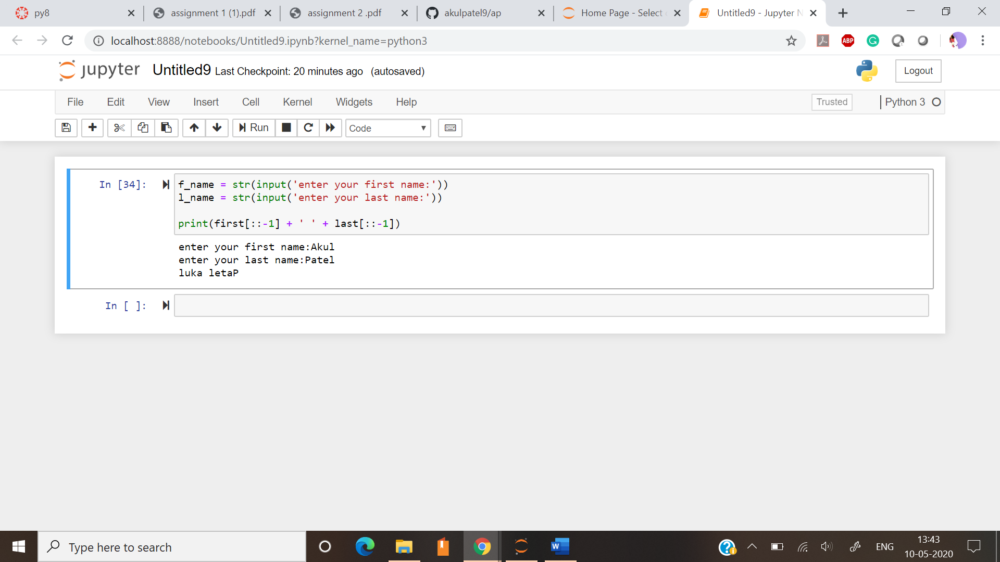 py8
assignment 1 (1).pdf
assignment 2 .pdf
akulpatel9/ap
Home Page - Select
Untitled9 - Jupyter N
localhost:8888/notebooks/Untitled9.ipynb?kernel_name=python3
ABP
jupyter Untitled9 Last Checkpoint: 20 minutes ago (autosaved)
Logout
File Edit View Insert Cell Kernel Widgets Help
Trusted
Python 3
Run
Code
In [34]:
f_name = str(input('enter your first name:'))
l_name = str(input('enter your last name:'))
print(first[::-1] + ' ' + last[::-1])
enter your first name:Akul
enter your last name:Patel
luka letaP
In [ ]:
Type here to search
ENG
13:43
10-05-2020